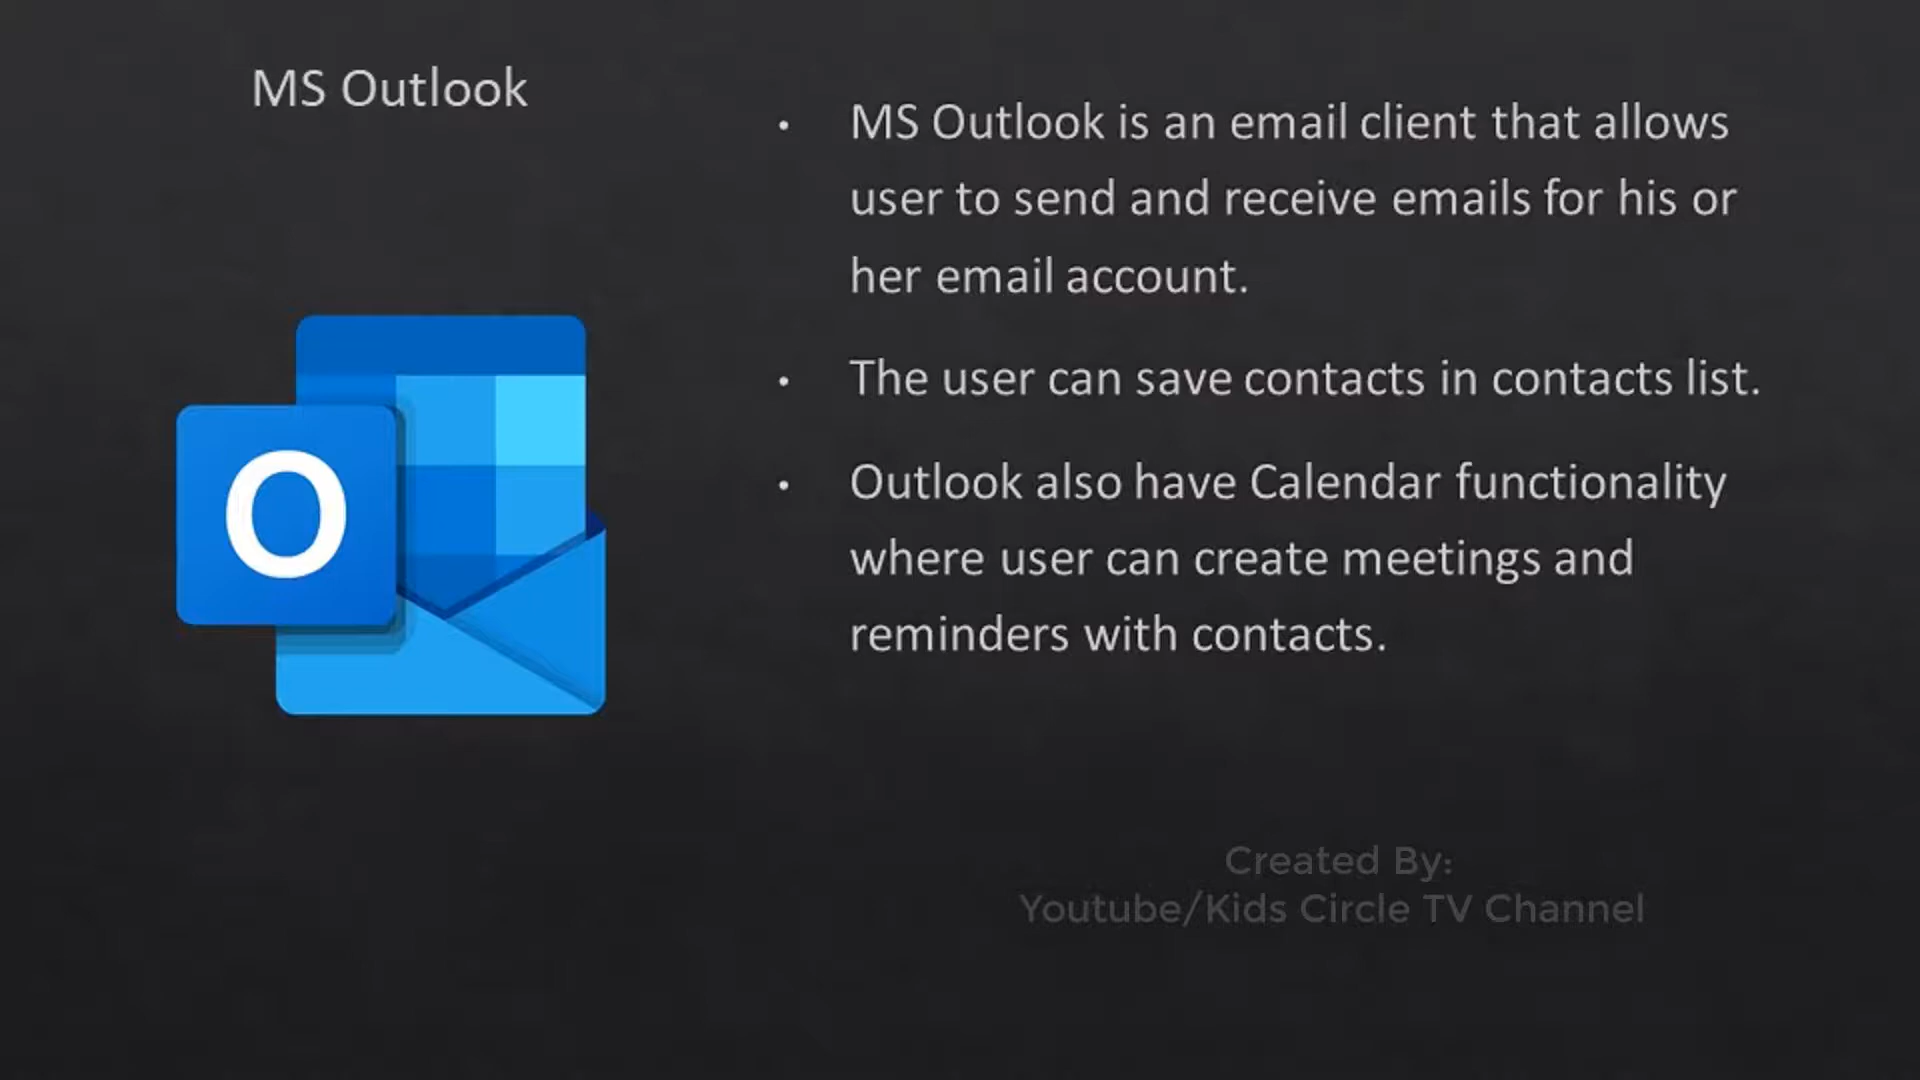 MS Outlook
• MS Outlook is an email client that allows
user to send and receive emails for his or
her email account.
• The user can save contacts in contacts list.
• Outlook also have Calendar functionality
where user can create meetings and
reminders with contacts.
O
Created By:
Youtube/Kids Circle TV Channel